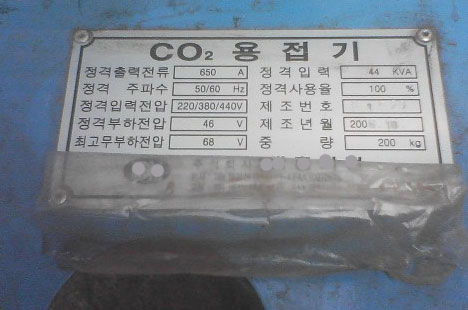 CO₂ 용접기
정격출력전류 650 A 정격입력 44 KVA
정격 주파수 50/60 Hz 정격사용율 100 %
정격입력전압 220/380/440V 제조번호
정격부하전압 46 V 제조년월 200
최고무부하전압 68 V 중량 200 kg